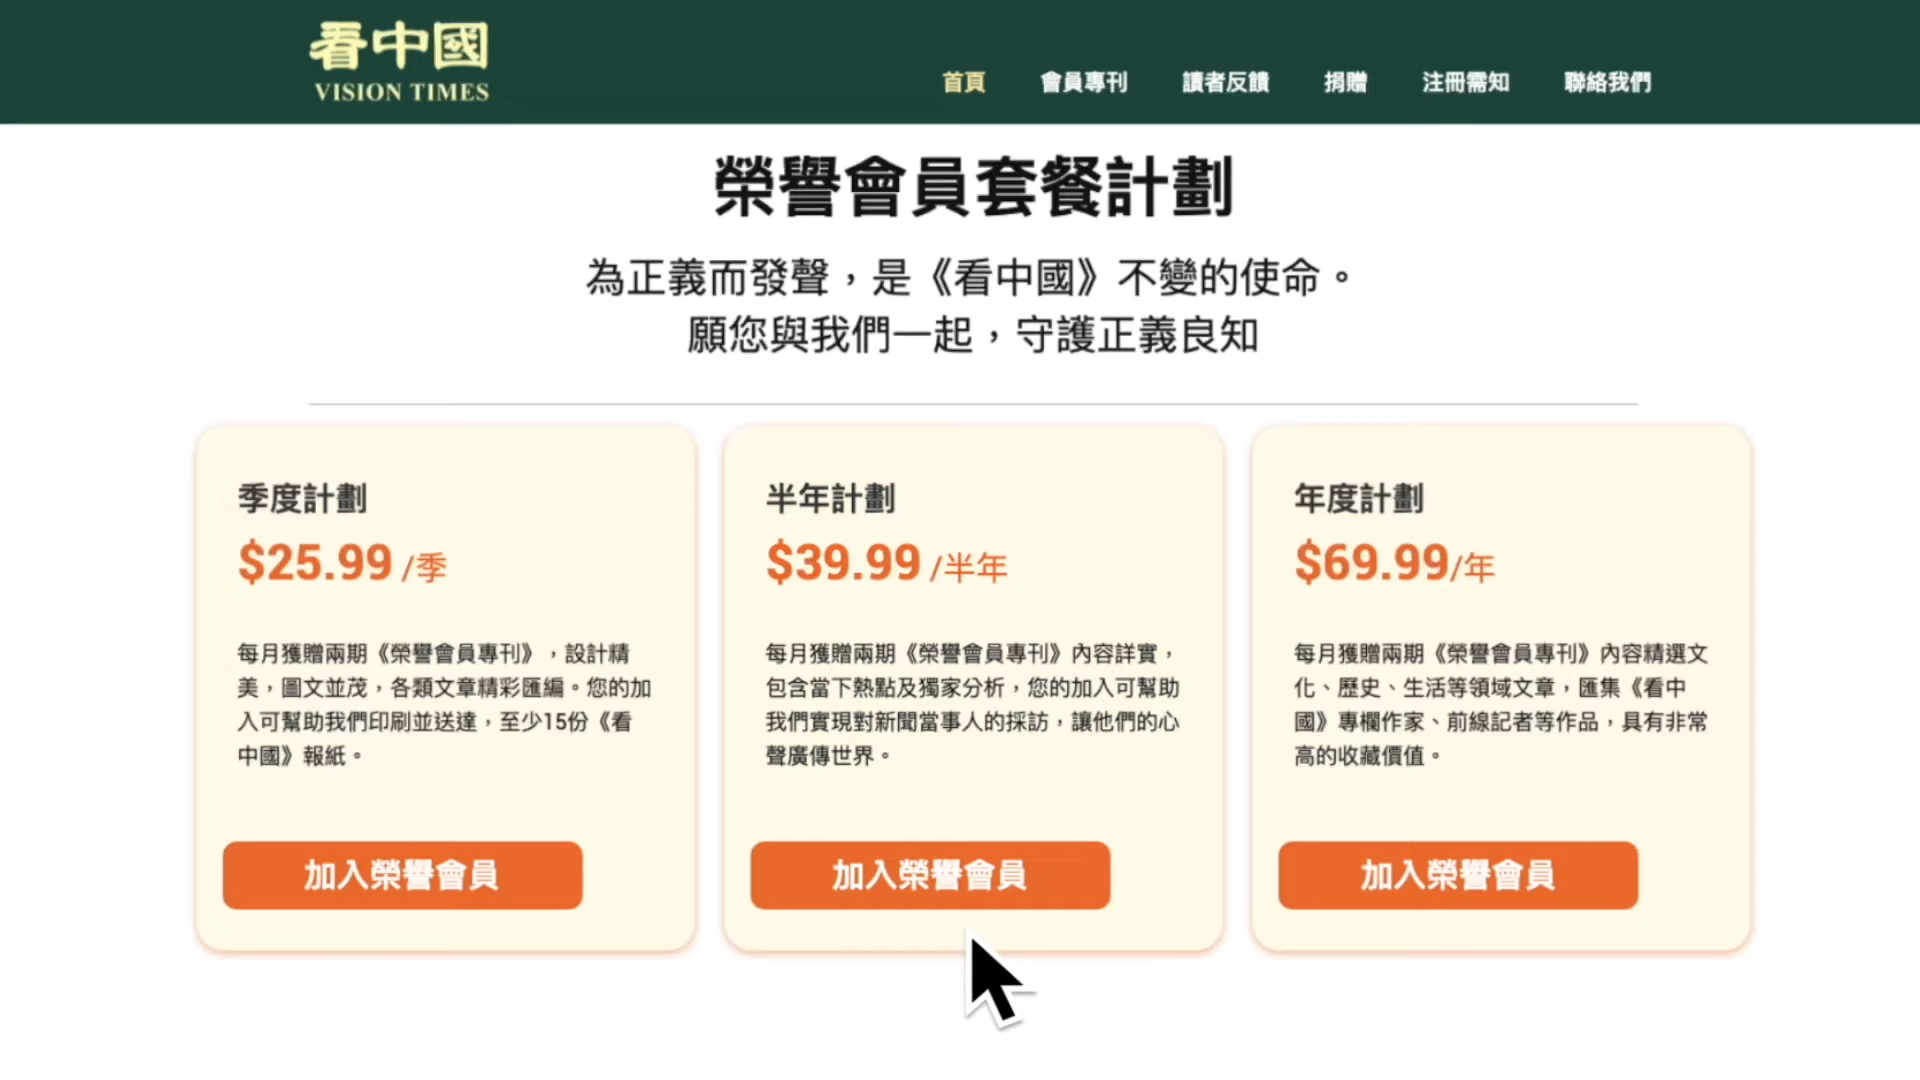 看中國
VISION TIMES
首頁
會員專刊
讀者反饋
捐贈
注冊需知
聯絡我們
榮譽會員套餐計劃
為正義而發聲，是《看中國》不變的使命。
願您與我們一起，守護正義良知
季度計劃
$25.99 /季
每月獲贈兩期《榮譽會員專刊》，設計精
美，圖文並茂，各類文章精彩匯編。您的加
入可幫助我們印刷並送達，至少15份《看
中國》報紙。
加入榮譽會員
半年計劃
$39.99 /半年
每月獲贈兩期《榮譽會員專刊》內容詳實，
包含當下熱點及獨家分析，您的加入可幫助
我們實現對新聞當事人的採訪，讓他們的心
聲廣傳世界。
加入榮譽會員
年度計劃
$69.99/年
每月獲贈兩期《榮譽會員專刊》內容精選文
化、歷史、生活等領域文章，匯集《看中
國》專欄作家、前線記者等作品，具有非常
高的收藏價值。
加入榮譽會員